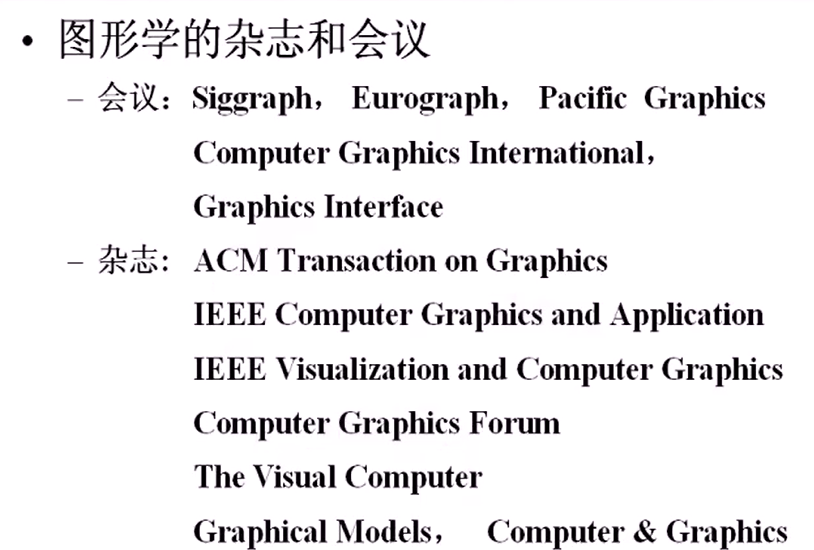 • 图形学的杂志和会议
– 会议：Siggraph， Eurograph， Pacific Graphics
Computer Graphics International，
Graphics Interface
– 杂志：ACM Transaction on Graphics
IEEE Computer Graphics and Application
IEEE Visualization and Computer Graphics
Computer Graphics Forum
The Visual Computer
Graphical Models， Computer & Graphics